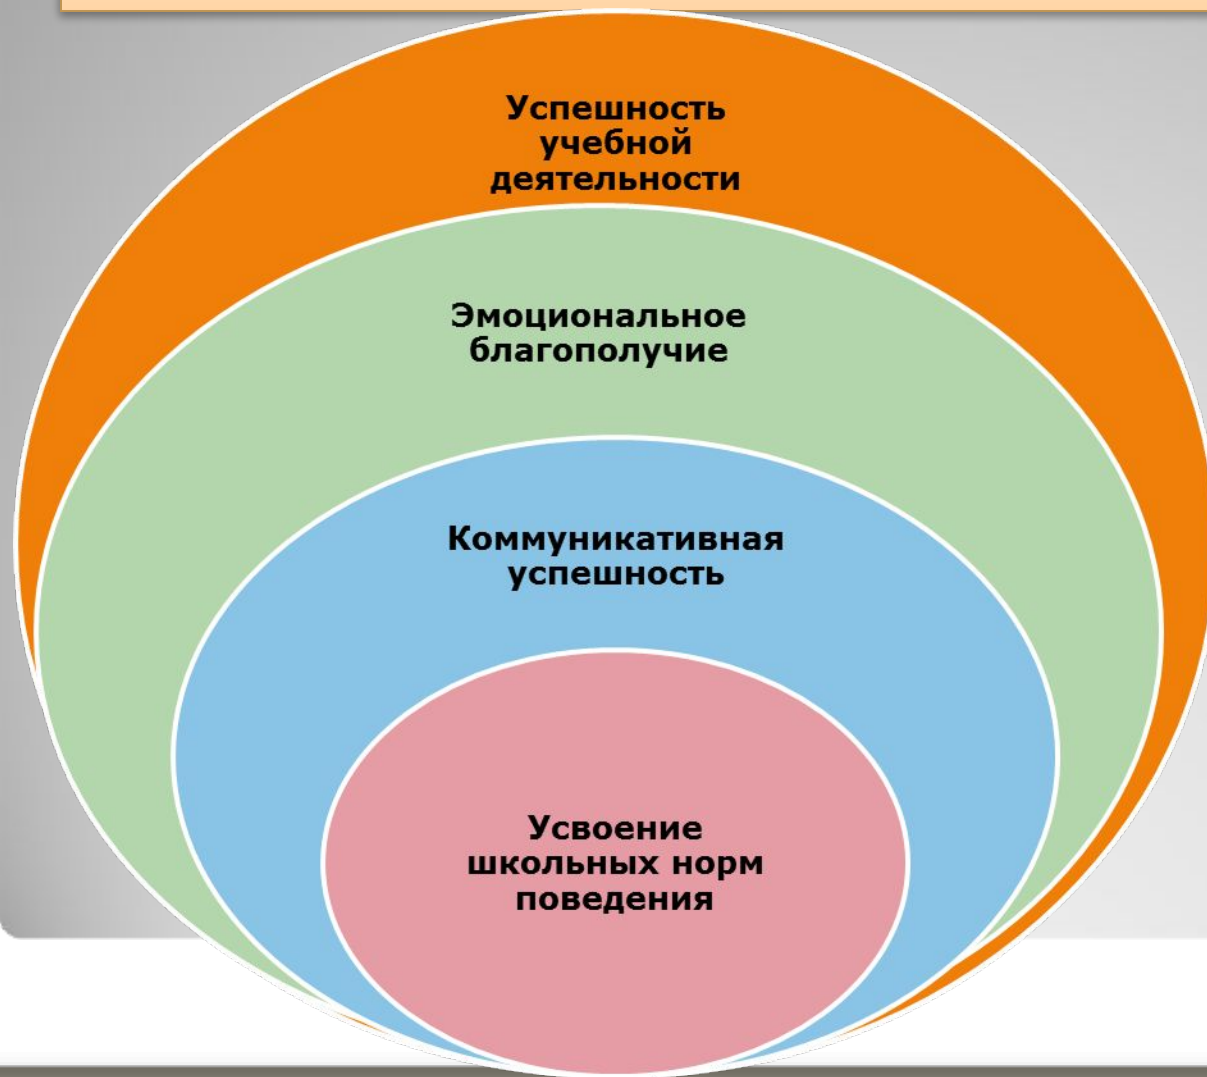 Успешность
учебной
деятельности
Эмоциональное
благополучие
Коммуникативная
успешность
Усвоение
школьных норм
поведения